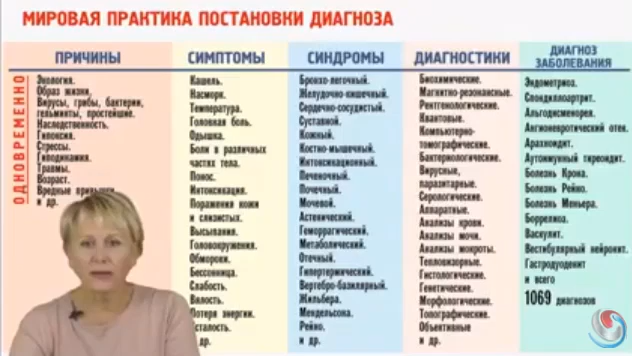 МИРОВАЯ ПРАКТИКА ПОСТАНОВКИ ДИАГНОЗА
ОДНОВРЕМЕННО
ПРИЧИНЫ
Экология.
Образ жизни,
Вирусы, грибы, бактерии,
гельминты, простейшие.
Наследственность.
Гипоксия.
Стрессы.
Гиподинамия.
Травмы.
Возраст.
Вредные
и др.
СИМПТОМЫ
Кашель.
Насморк.
Температура.
Головная боль.
Одышка.
Боли в различных
частях тела.
Понос.
Интоксикация.
Поражения кожи
и слизистых.
Высыпания.
Головокружения.
Обмороки.
Бессонница.
Слабость.
Вялость.
Потеря энергии.
сталость.
и др.
СИНДРОМЫ
Бронхо-легочный.
Желудочно-кишечный.
Сердечно-сосудистый.
Суставной.
Кожный.
Костно-мышечный.
Интоксикационный.
Печеночный.
Почечный.
Мочевой.
Астенический.
Геморрагический.
Метаболический.
Отечный.
Гипертермический.
Вертебро-базилярный.
Жильбера.
Мендельсона.
Рейно.
и др.
ДИАГНОСТИКИ
Биохимические.
Магнитно-резонансные.
Рентгенологические.
Квантовые.
Компьютерно-
томографические.
Бактериологические.
Вирусные,
паразитарные.
Серологические.
Аппаратные.
Анализы крови.
Анализы мочи.
Анализы мокроты.
Тепловизорные.
Гистологические.
Генетические.
Морфологические.
Топографические.
Объективные
и др.
ДИАГНОЗ
ЗАБОЛЕВАНИЯ
Эндометриоз.
Спондилоартрит.
Альгодисменорея.
Ангионевротический отек.
Арахноидит.
Аутоимунный тиреоидит.
Болезнь Крона.
Болезнь Рейно.
Болезнь Меньера.
Боррелиоз.
Васкулит.
Вестибулярный нейронит.
Гастродуоденит
и всего
1069 диагнозов